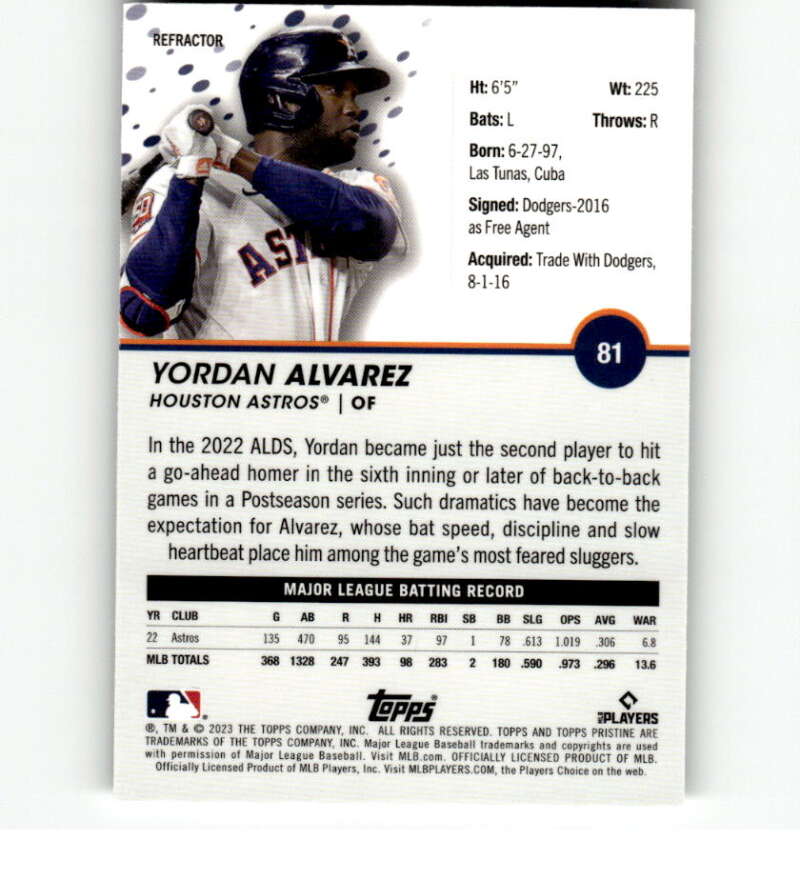 REFRACTOR
Ht: 6'5" Wt: 225
Bats: L Throws: R
Born: 6-27-97,
Las Tunas, Cuba
Signed: Dodgers-2016
as Free Agent
Acquired: Trade With Dodgers,
8-1-16
ASTR
81
YORDAN ALVAREZ
HOUSTON ASTROS® | OF
In the 2022 ALDS, Yordan became just the second player to hit
a go-ahead homer in the sixth inning or later of back-to-back
games in a Postseason series. Such dramatics have become the
expectation for Alvarez, whose bat speed, discipline and slow
heartbeat place him among the game's most feared sluggers.
MAJOR LEAGUE BATTING RECORD
YR CLUB G AB R H HR RBI SB BB SLG OPS AVG WAR
22 Astros 135 470 95 144 37 97 1 78 .613 1.019 .306 6.8
MLB TOTALS 368 1328 247 393 98 283 2 180 .590 .973 .296 13.6
Topps®
MLB PLAYERS
®, TM & © 2023 THE TOPPS COMPANY, INC. ALL RIGHTS RESERVED. TOPPS AND TOPPS PRISTINE ARE
TRADEMARKS OF THE TOPPS COMPANY, INC. Major League Baseball trademarks and copyrights are used
with permission of Major League Baseball. Visit MLB.com. OFFICIALLY LICENSED PRODUCT OF MLB.
Officially Licensed Product of MLB Players, Inc. Visit MLBPLAYERS.COM, the Players Choice on the web.